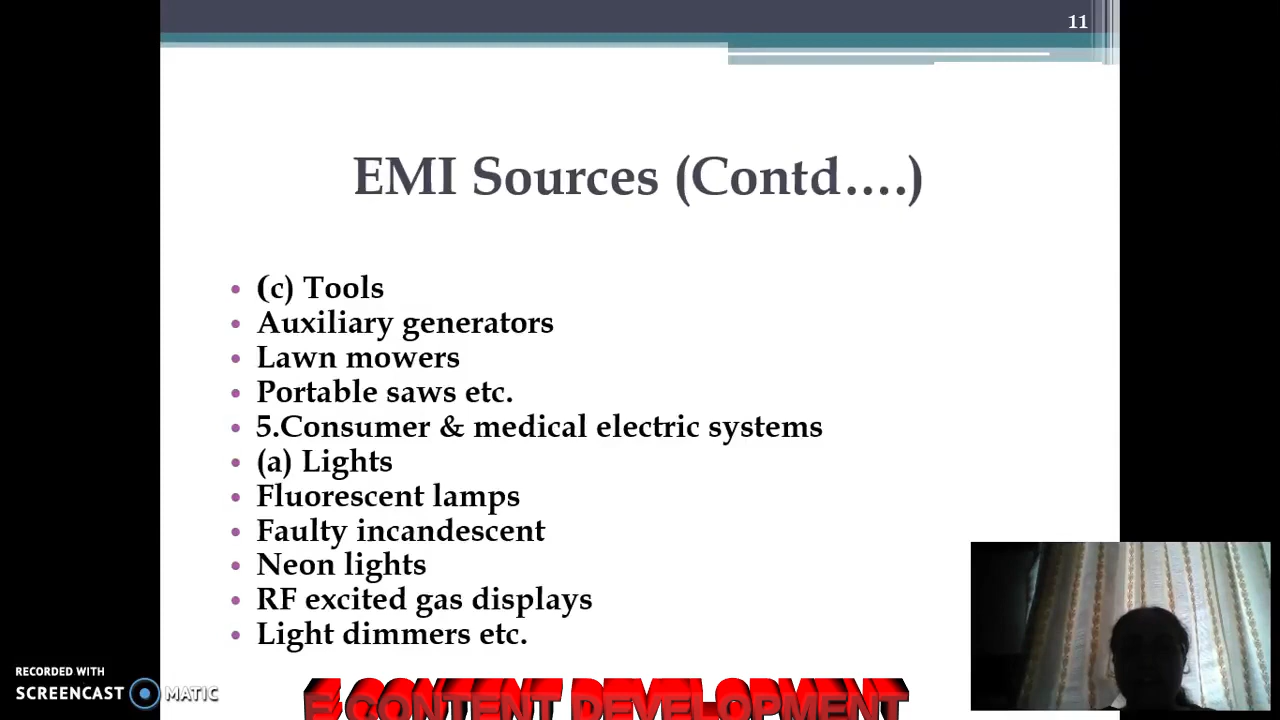 11
EMI Sources (Contd….)
(c) Tools
Auxiliary generators
Lawn mowers
Portable saws etc.
5.Consumer & medical electric systems
(a) Lights
Fluorescent lamps
Faulty incandescent
Neon lights
RF excited gas displays
Light dimmers etc.
RECORDED WITH
SCREENCAST MATIC
E-CONTENT DEVELOPMENT